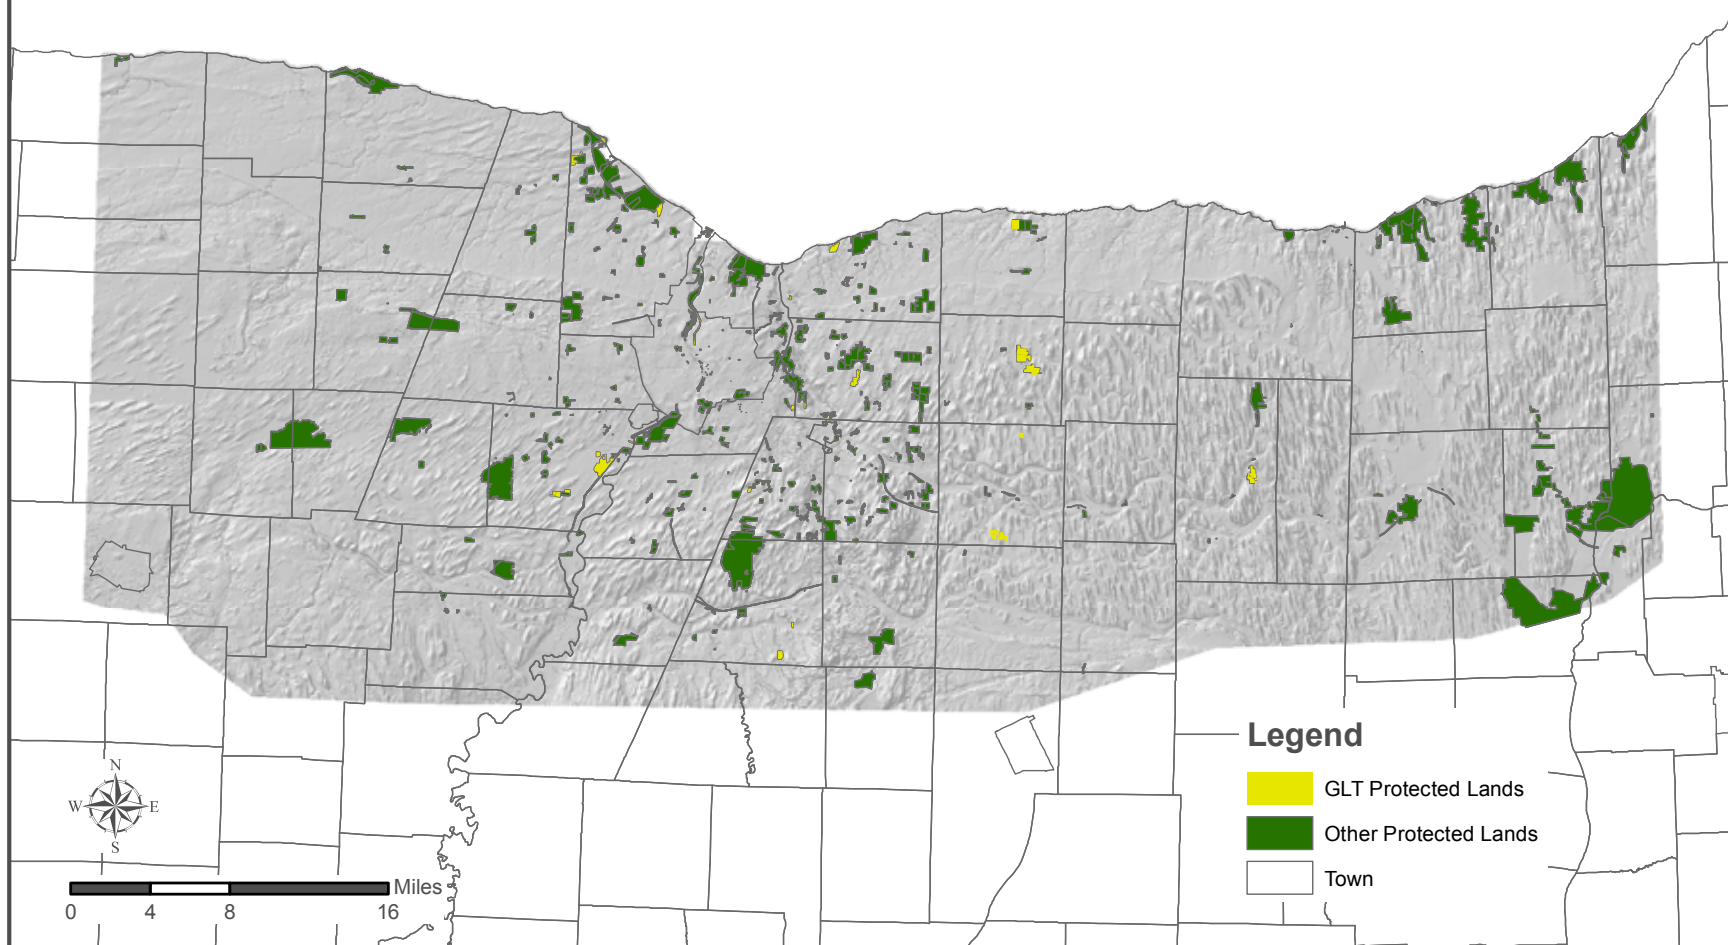 Legend
GLT Protected Lands
Other Protected Lands
Town
N
W E
S
Miles
0 4 8 16